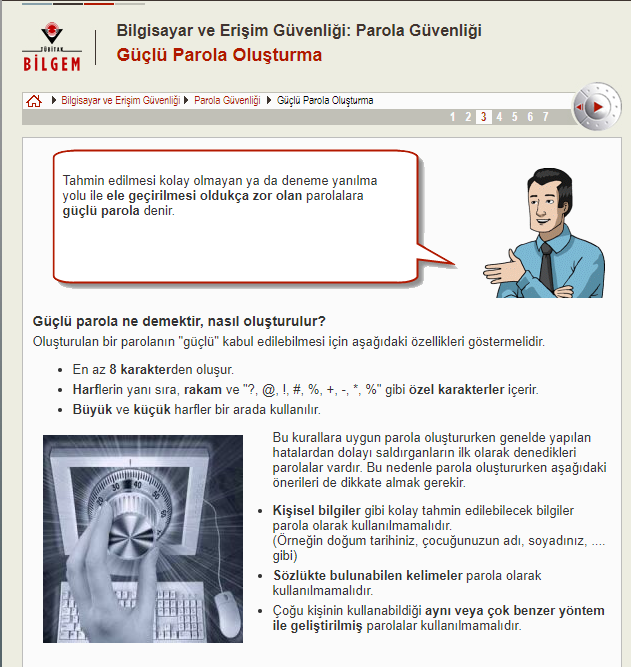 TÜBİTAK
BİLGEM
Bilgisayar ve Erişim Güvenliği: Parola Güvenliği
Güçlü Parola Oluşturma
Bilgisayar ve Erişim Güvenliği Parola Güvenliği Güçlü Parola Oluşturma
1 2 3 4 5 6 7
Tahmin edilmesi kolay olmayan ya da deneme yanılma
yolu ile ele geçirilmesi oldukça zor olan parolalara
güçlü parola denir.
Güçlü parola ne demektir, nasıl oluşturulur?
Oluşturulan bir parolanın "güçlü" kabul edilebilmesi için aşağıdaki özellikleri göstermelidir.
• En az 8 karakterden oluşur.
• Harflerin yanı sıra, rakam ve "?, @, !, #, %, +, -, *, %" gibi özel karakterler içerir.
• Büyük ve küçük harfler bir arada kullanılır.
Bu kurallara uygun parola oluştururken genelde yapılan
hatalardan dolayı saldırganların ilk olarak denedikleri
parolalar vardır. Bu nedenle parola oluştururken aşağıdaki
önerileri de dikkate almak gerekir.
• Kişisel bilgiler gibi kolay tahmin edilebilecek bilgiler
parola olarak kullanılmamalıdır.
(Örneğin doğum tarihiniz, çocuğunuzun adı, soyadınız, ....
gibi)
• Sözlükte bulunabilen kelimeler parola olarak
kullanılmamalıdır.
• Çoğu kişinin kullanabildiği aynı veya çok benzer yöntem
ile geliştirilmiş parolalar kullanılmamalıdır.
20 30 40